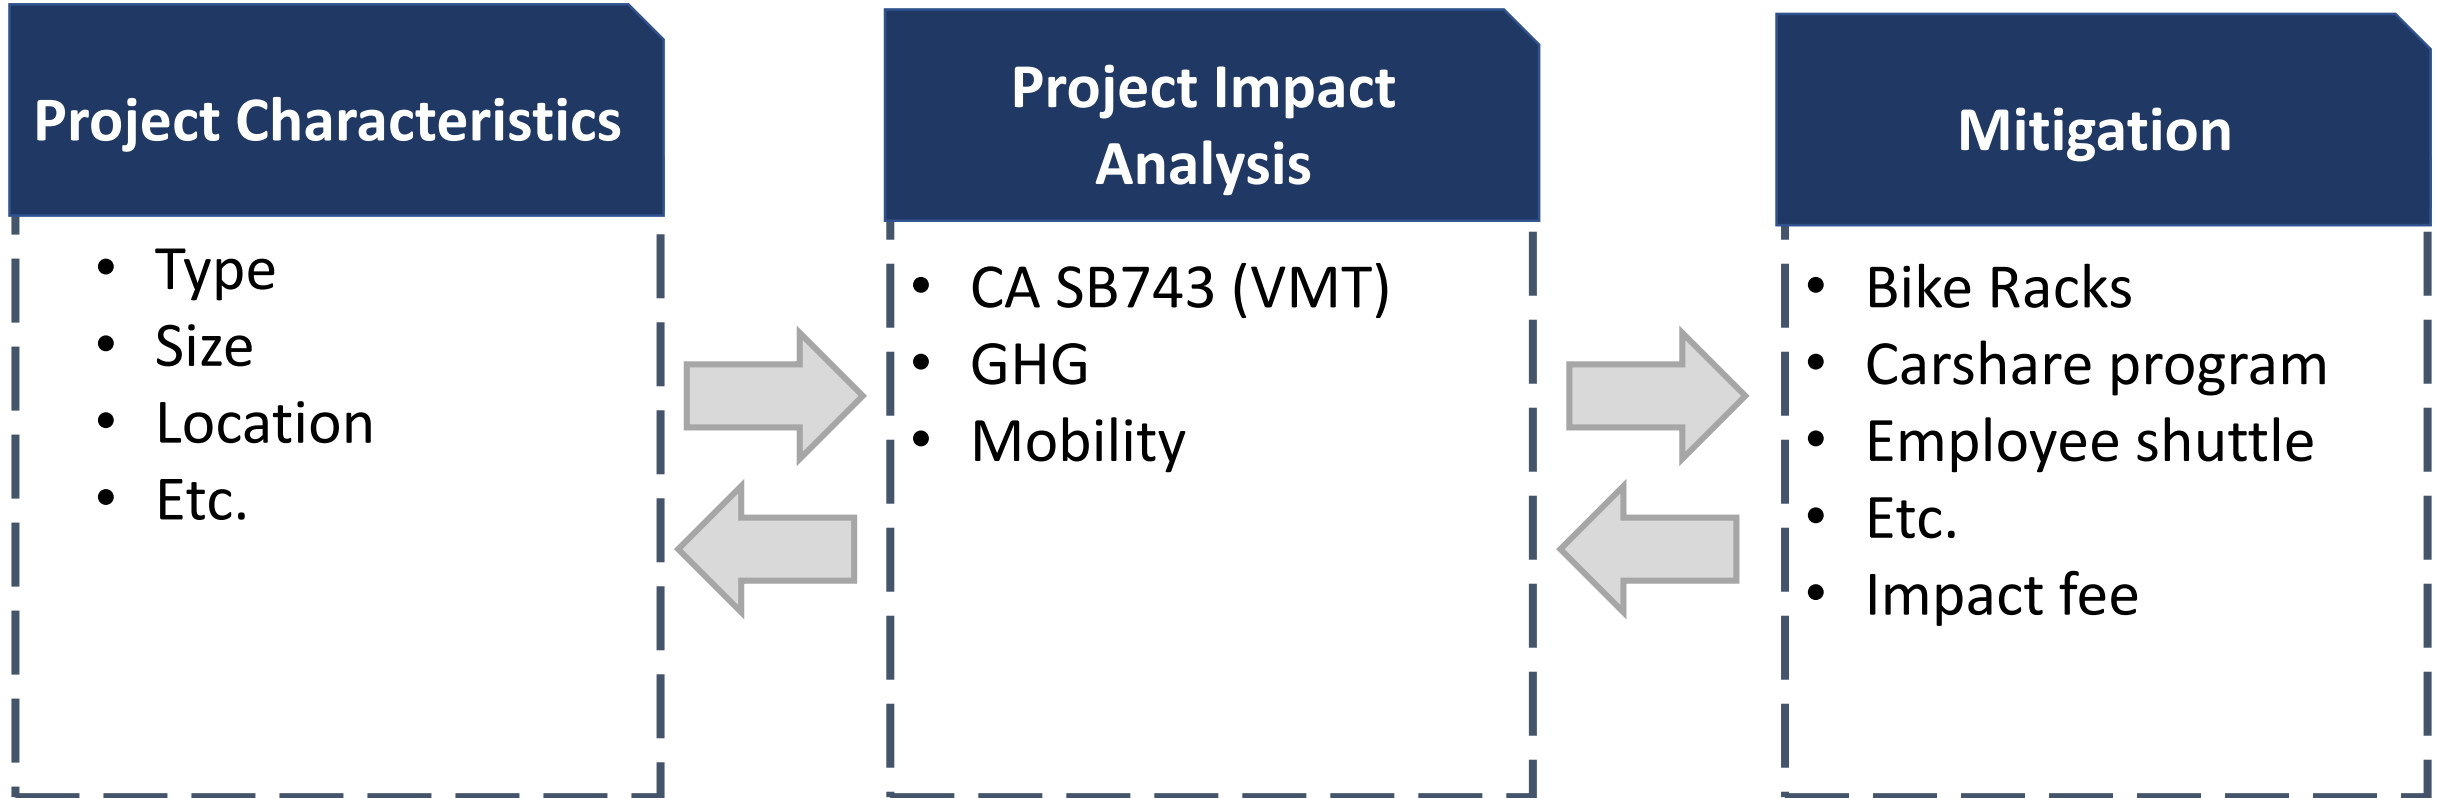 Project Characteristics
• Type
• Size
• Location
• Etc.
Project Impact
Analysis
• CA SB743 (VMT)
• GHG
• Mobility
Mitigation
• Bike Racks
• Carshare program
• Employee shuttle
• Etc.
• Impact fee